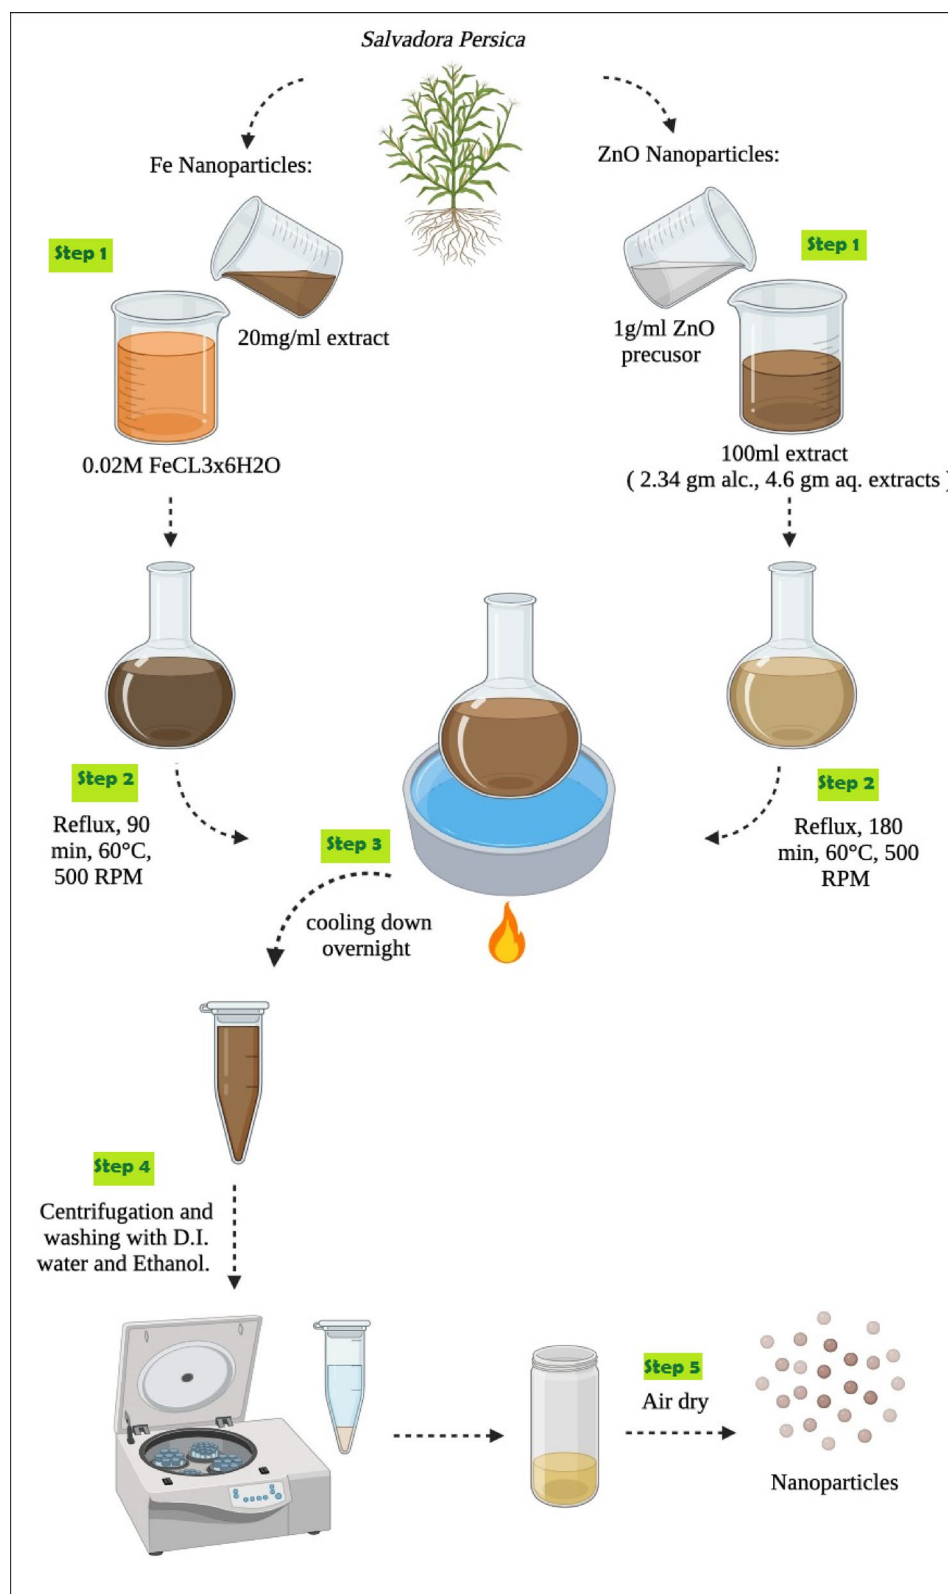 Salvadora Persica
Fe Nanoparticles:
ZnO Nanoparticles:
Step 1
20mg/ml extract
0.02M FeCL3x6H2O
Step 1
1g/ml ZnO
precusor
100ml extract
( 2.34 gm alc., 4.6 gm aq. extracts )
Step 2
Reflux, 90
min, 60°C,
500 RPM
Step 2
Reflux, 180
min, 60°C, 500
RPM
Step 3
cooling down
overnight
Step 4
Centrifugation and
washing with D.I.
water and Ethanol.
Step 5
Air dry
Nanoparticles